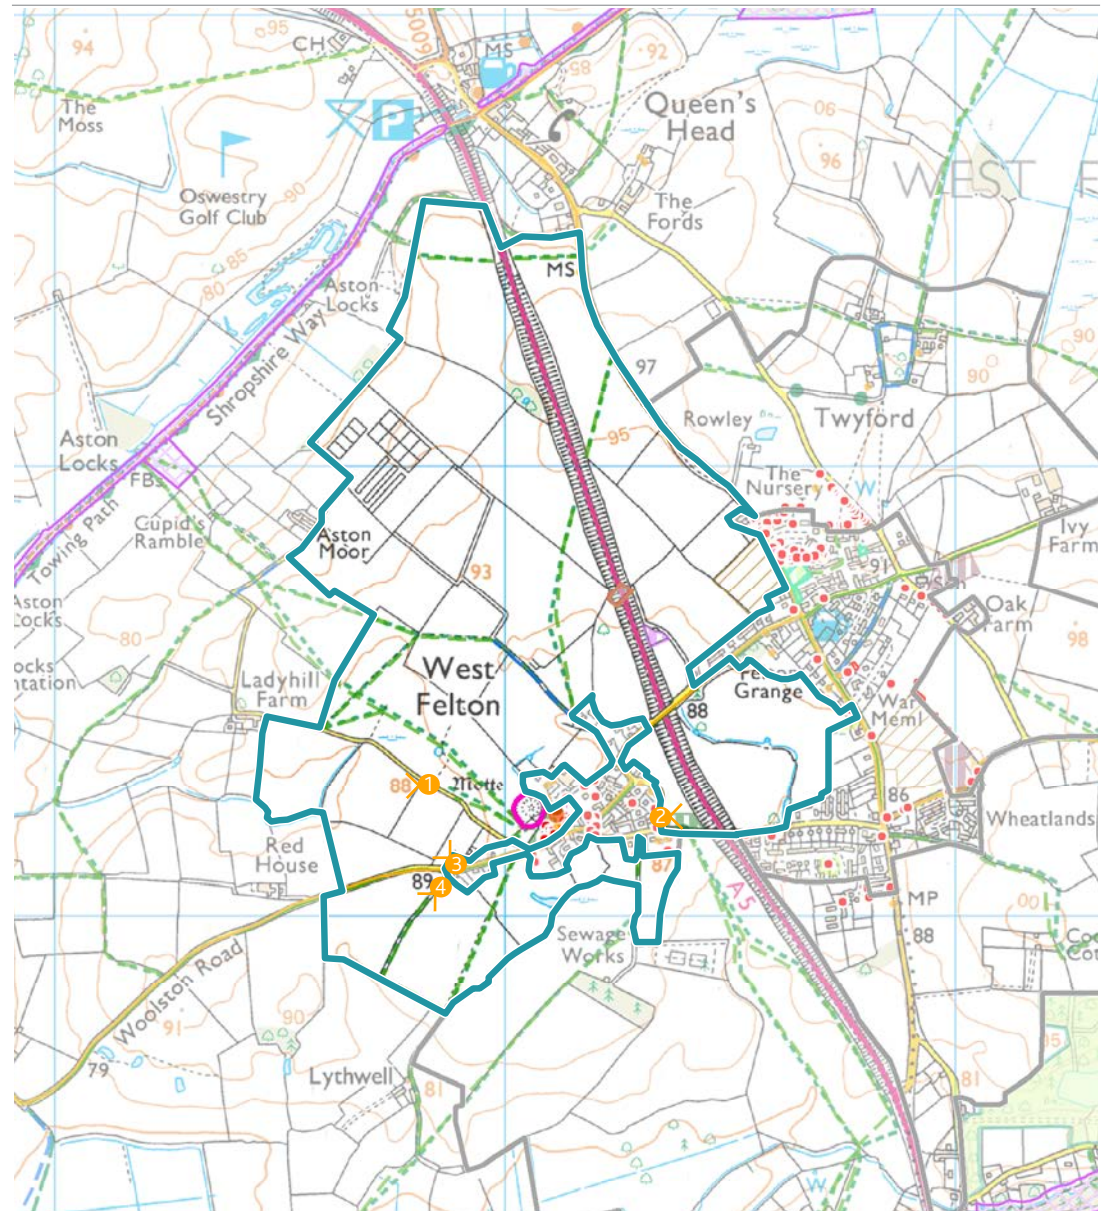 94
95
CH
6009
MS
92
85
The
Moss
P
Queen's
Head
90
96
WEST F
Oswestry
Golf Club
90
The
Fords
85
80
Aston
Locks
MS
90
Shropshire Way
97
90
Rowley
Twyford
95
Aston
Locks
FBs
The
Nursery
W
Towing Path
Cupid's
Ramble
Aston
Moor
Ivy
Farm
93
91
Aston
Locks
80
Oak
Farm
98
ocks
ntation
West
Felton
Ladyhill
Farm
Grange
88
War
Meml
88
1
Motte
86
2
Wheatlands
Red
House
3
87
89
4
A5
MP
Sewage
Works
88
Woolston Road
91
90
79
Lythwell
81
81
W